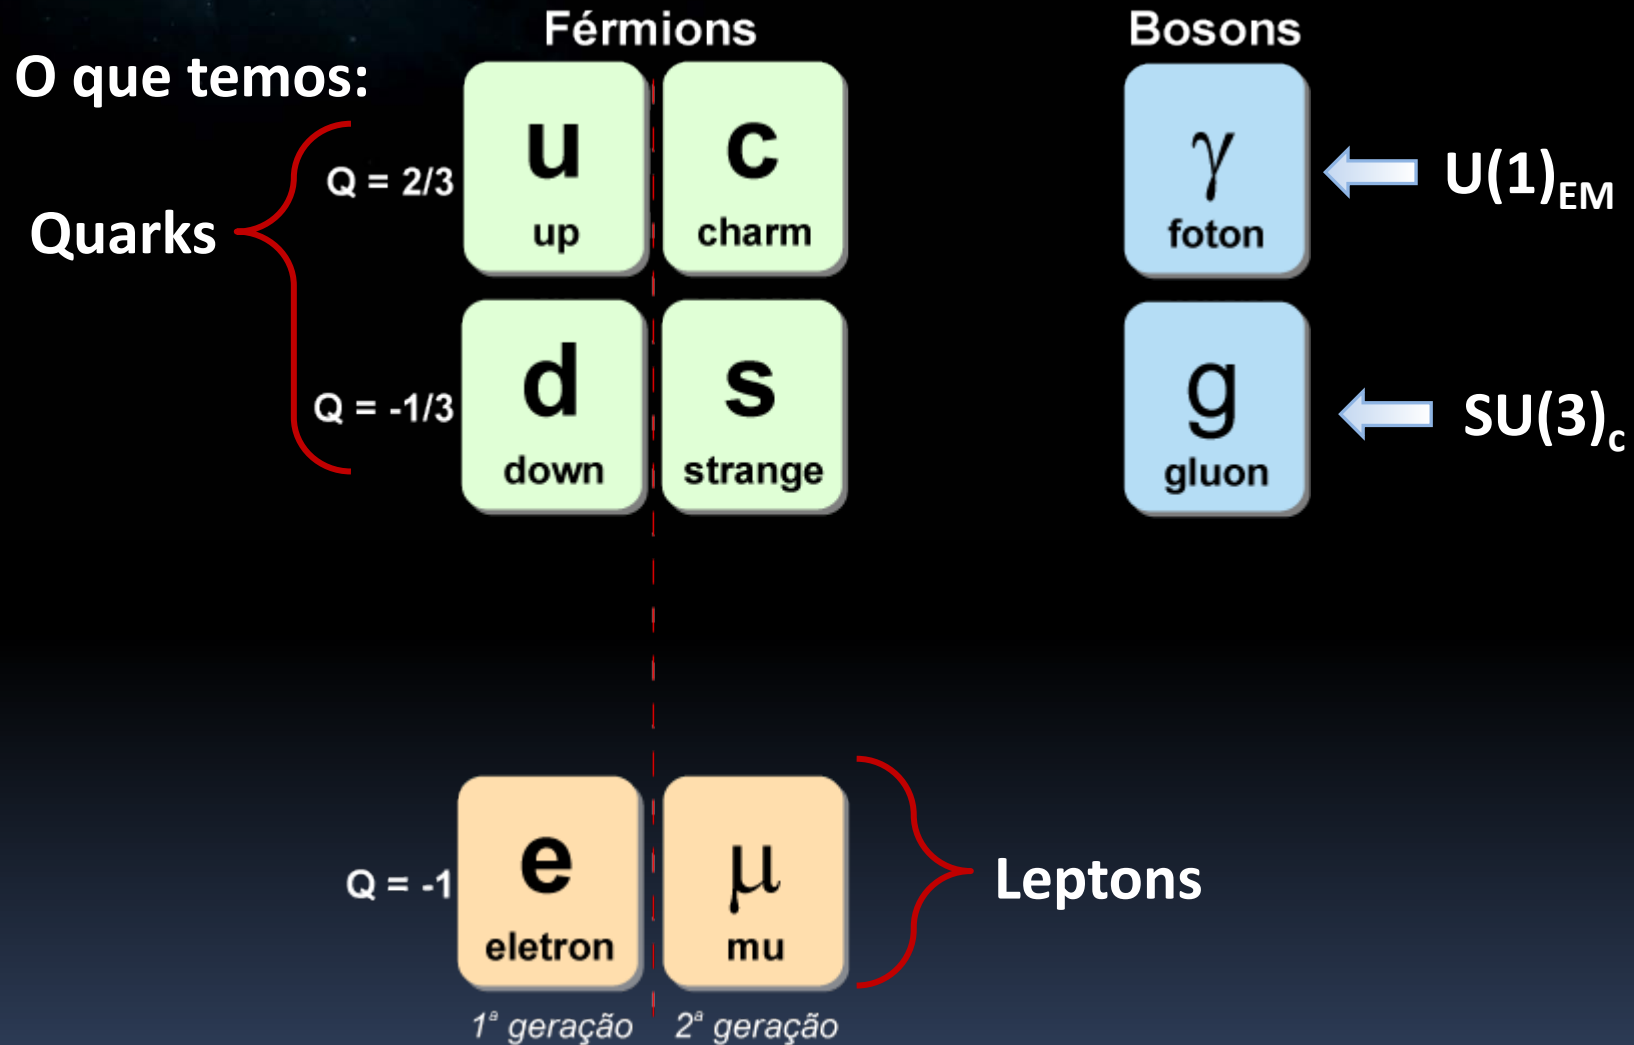 Férmions
Bosons
O que temos:
Quarks
Q = 2/3
u
up
c
charm
γ
foton
U(1)EM
Q = -1/3
d
down
s
strange
g
gluon
SU(3)c
Q = -1
e
eletron
μ
mu
Leptons
1ª geração
2ª geração